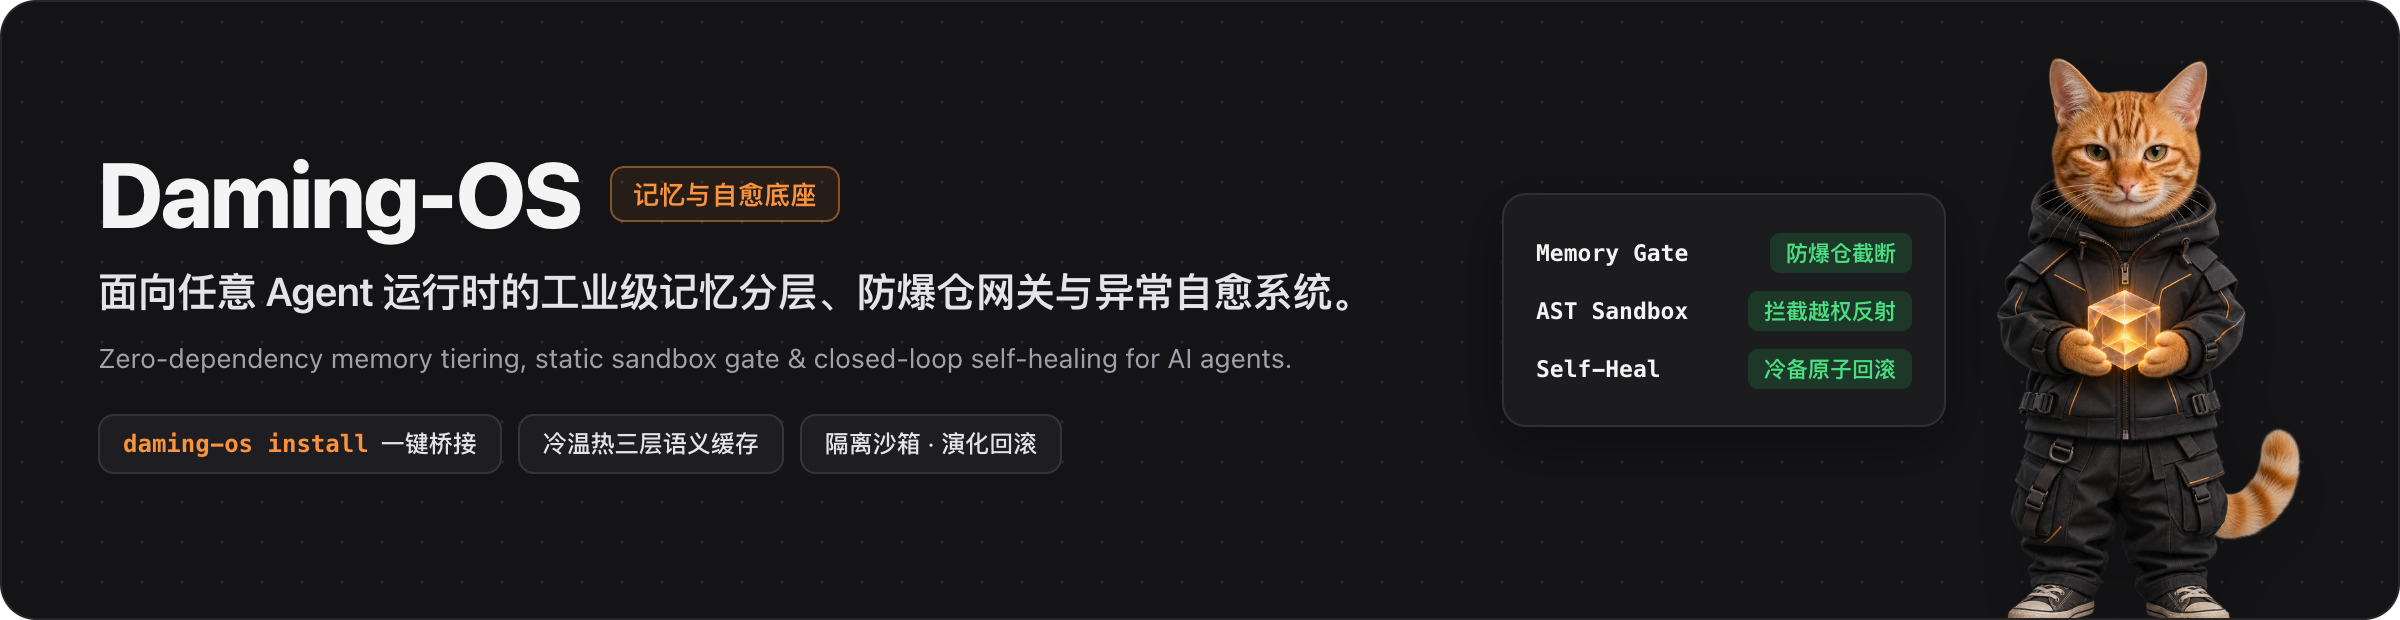 Daming-OS 记忆与自愈底座
面向任意 Agent 运行时的工业级记忆分层、防爆仓网关与异常自愈系统。
Zero-dependency memory tiering, static sandbox gate & closed-loop self-healing for AI agents.
daming-os install 一键桥接 冷温热三层语义缓存 隔离沙箱 · 演化回滚
Memory Gate 防爆仓截断
AST Sandbox 拦截越权反射
Self-Heal 冷备原子回滚